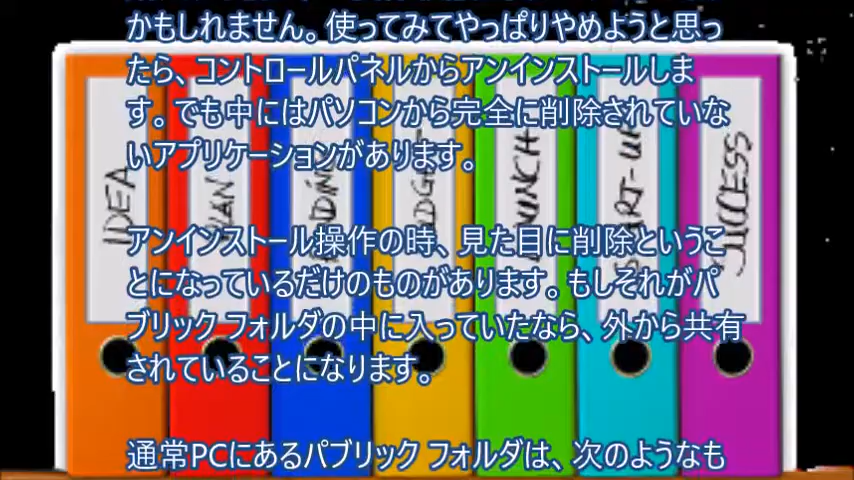 かもしれません。使ってみてやっぱりやめようと思っ
たら、コントロールパネルからアンインストールしま
す。でも中にはパソコンから完全に削除されていな
いアプリケーションがあります。
アンインストール操作の時、見た目に削除というこ
とになっているだけのものがあります。もしそれがパ
ブリック フォルダの中に入っていたなら、外から共有
されていることになります。
通常PCにあるパブリック フォルダは、次のようなも
IDEA
SUCCESS